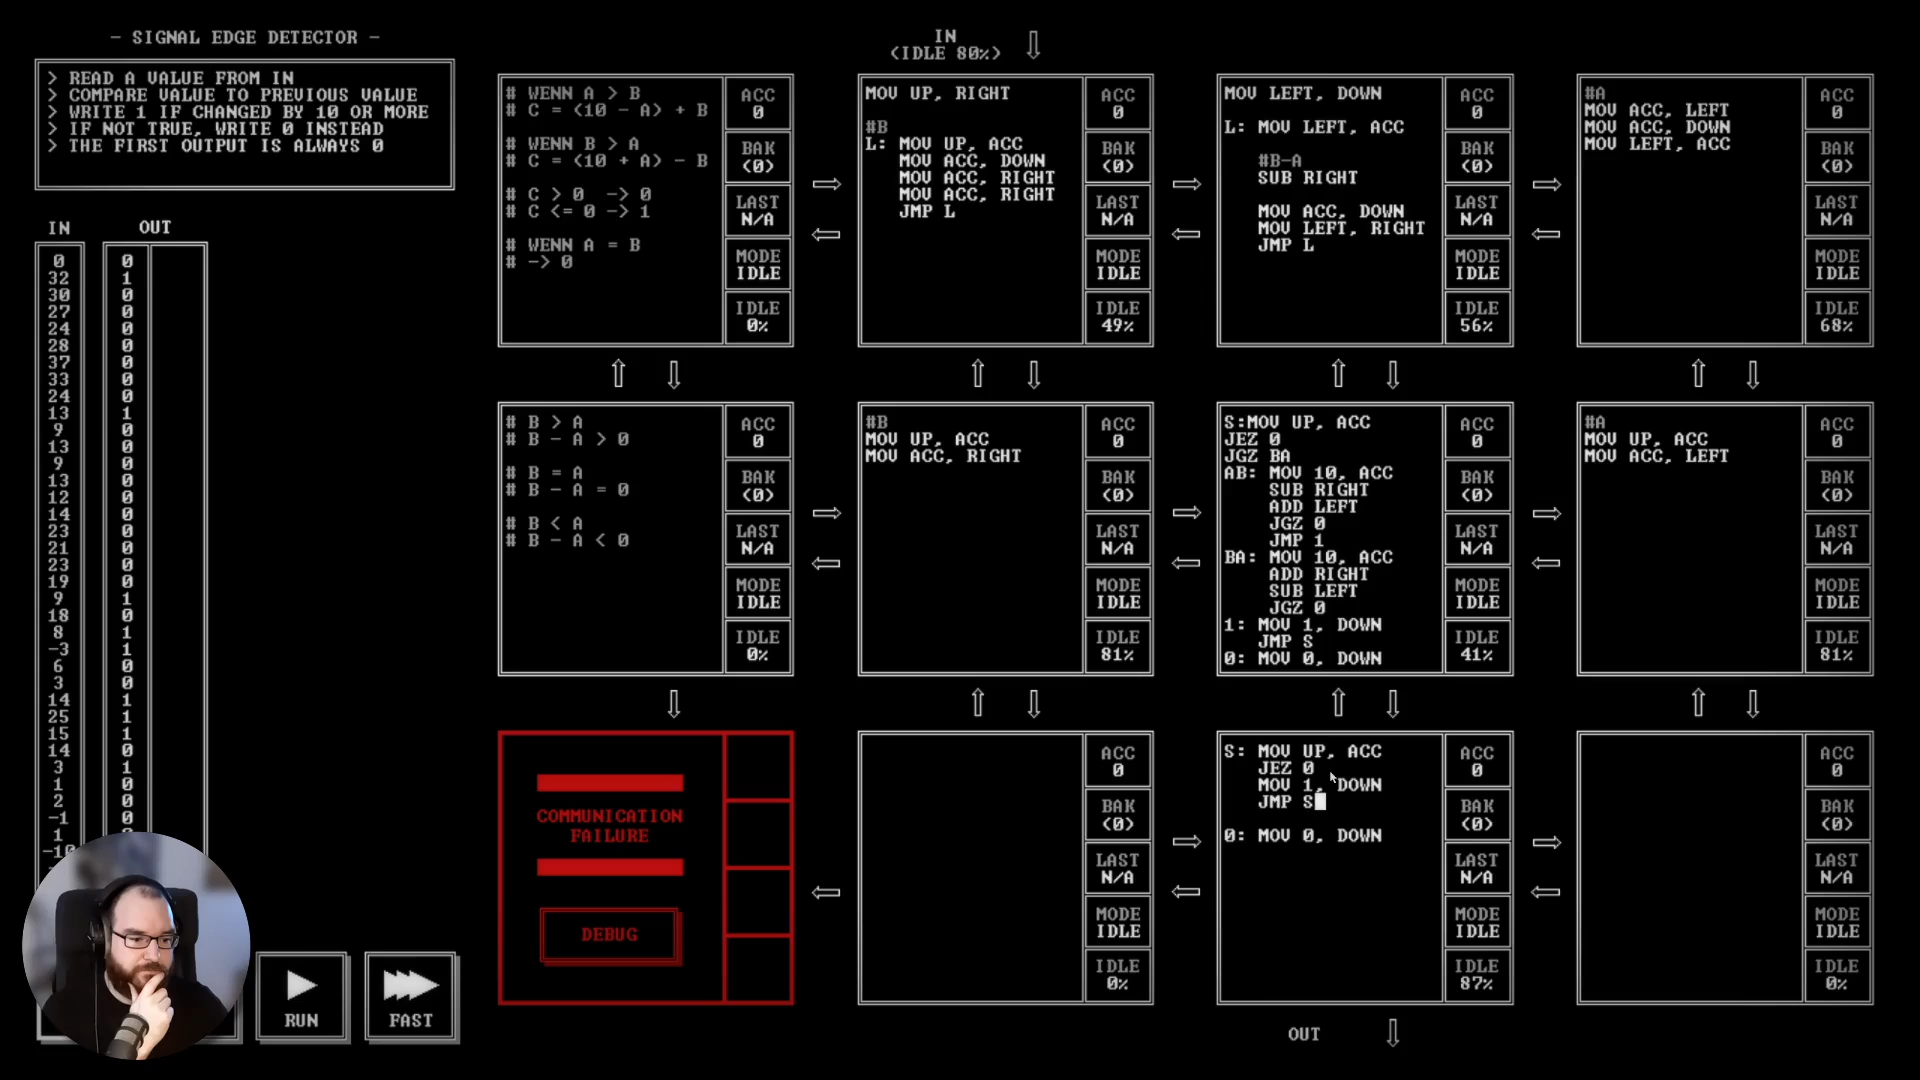 - SIGNAL EDGE DETECTOR -
> READ A VALUE FROM IN
> COMPARE VALUE TO PREVIOUS VALUE
> WRITE 1 IF CHANGED BY 10 OR MORE
> IF NOT TRUE, WRITE 0 INSTEAD
> THE FIRST OUTPUT IS ALWAYS 0
IN OUT
0 0
32 1
30 0
27 0
24 0
28 0
37 0
33 0
24 0
13 1
9 0
13 0
9 0
13 0
12 0
14 0
23 0
21 0
23 0
19 0
9 1
18 0
8 1
-3 1
6 0
3 0
14 1
25 1
15 1
14 0
3 1
1 0
2 0
-1 0
1
-10
RUN
FAST
IN
(IDLE 80%)
# WENN A > B
# C = (10 - A) + B
# WENN B > A
# C = (10 + A) - B
# C > 0 -> 0
# C <= 0 -> 1
# WENN A = B
# -> 0
ACC
0
BAK
(0)
LAST
N/A
MODE
IDLE
IDLE
0%
MOV UP, RIGHT
#B
L: MOV UP, ACC
MOV ACC, DOWN
MOV ACC, RIGHT
MOV ACC, RIGHT
JMP L
ACC
0
BAK
(0)
LAST
N/A
MODE
IDLE
IDLE
49%
MOV LEFT, DOWN
L: MOV LEFT, ACC
#B-A
SUB RIGHT
MOV ACC, DOWN
MOV LEFT, RIGHT
JMP L
ACC
0
BAK
(0)
LAST
N/A
MODE
IDLE
IDLE
56%
#A
MOV ACC, LEFT
MOV ACC, DOWN
MOV LEFT, ACC
ACC
0
BAK
(0)
LAST
N/A
MODE
IDLE
IDLE
68%
# B > A
# B - A > 0
# B = A
# B - A = 0
# B < A
# B - A < 0
ACC
0
BAK
(0)
LAST
N/A
MODE
IDLE
IDLE
0%
#B
MOV UP, ACC
MOV ACC, RIGHT
ACC
0
BAK
(0)
LAST
N/A
MODE
IDLE
IDLE
81%
S:MOV UP, ACC
JEZ 0
JGZ BA
AB: MOV 10, ACC
SUB RIGHT
ADD LEFT
JGZ 0
JMP 1
BA: MOV 10, ACC
ADD RIGHT
SUB LEFT
JGZ 0
1: MOV 1, DOWN
JMP S
0: MOV 0, DOWN
ACC
0
BAK
(0)
LAST
N/A
MODE
IDLE
IDLE
41%
#A
MOV UP, ACC
MOV ACC, LEFT
ACC
0
BAK
(0)
LAST
N/A
MODE
IDLE
IDLE
81%
COMMUNICATION
FAILURE
DEBUG
ACC
0
BAK
(0)
LAST
N/A
MODE
IDLE
IDLE
0%
S: MOV UP, ACC
JEZ 0
MOV 1, DOWN
JMP S
0: MOV 0, DOWN
ACC
0
BAK
(0)
LAST
N/A
MODE
IDLE
IDLE
87%
ACC
0
BAK
(0)
LAST
N/A
MODE
IDLE
IDLE
0%
OUT